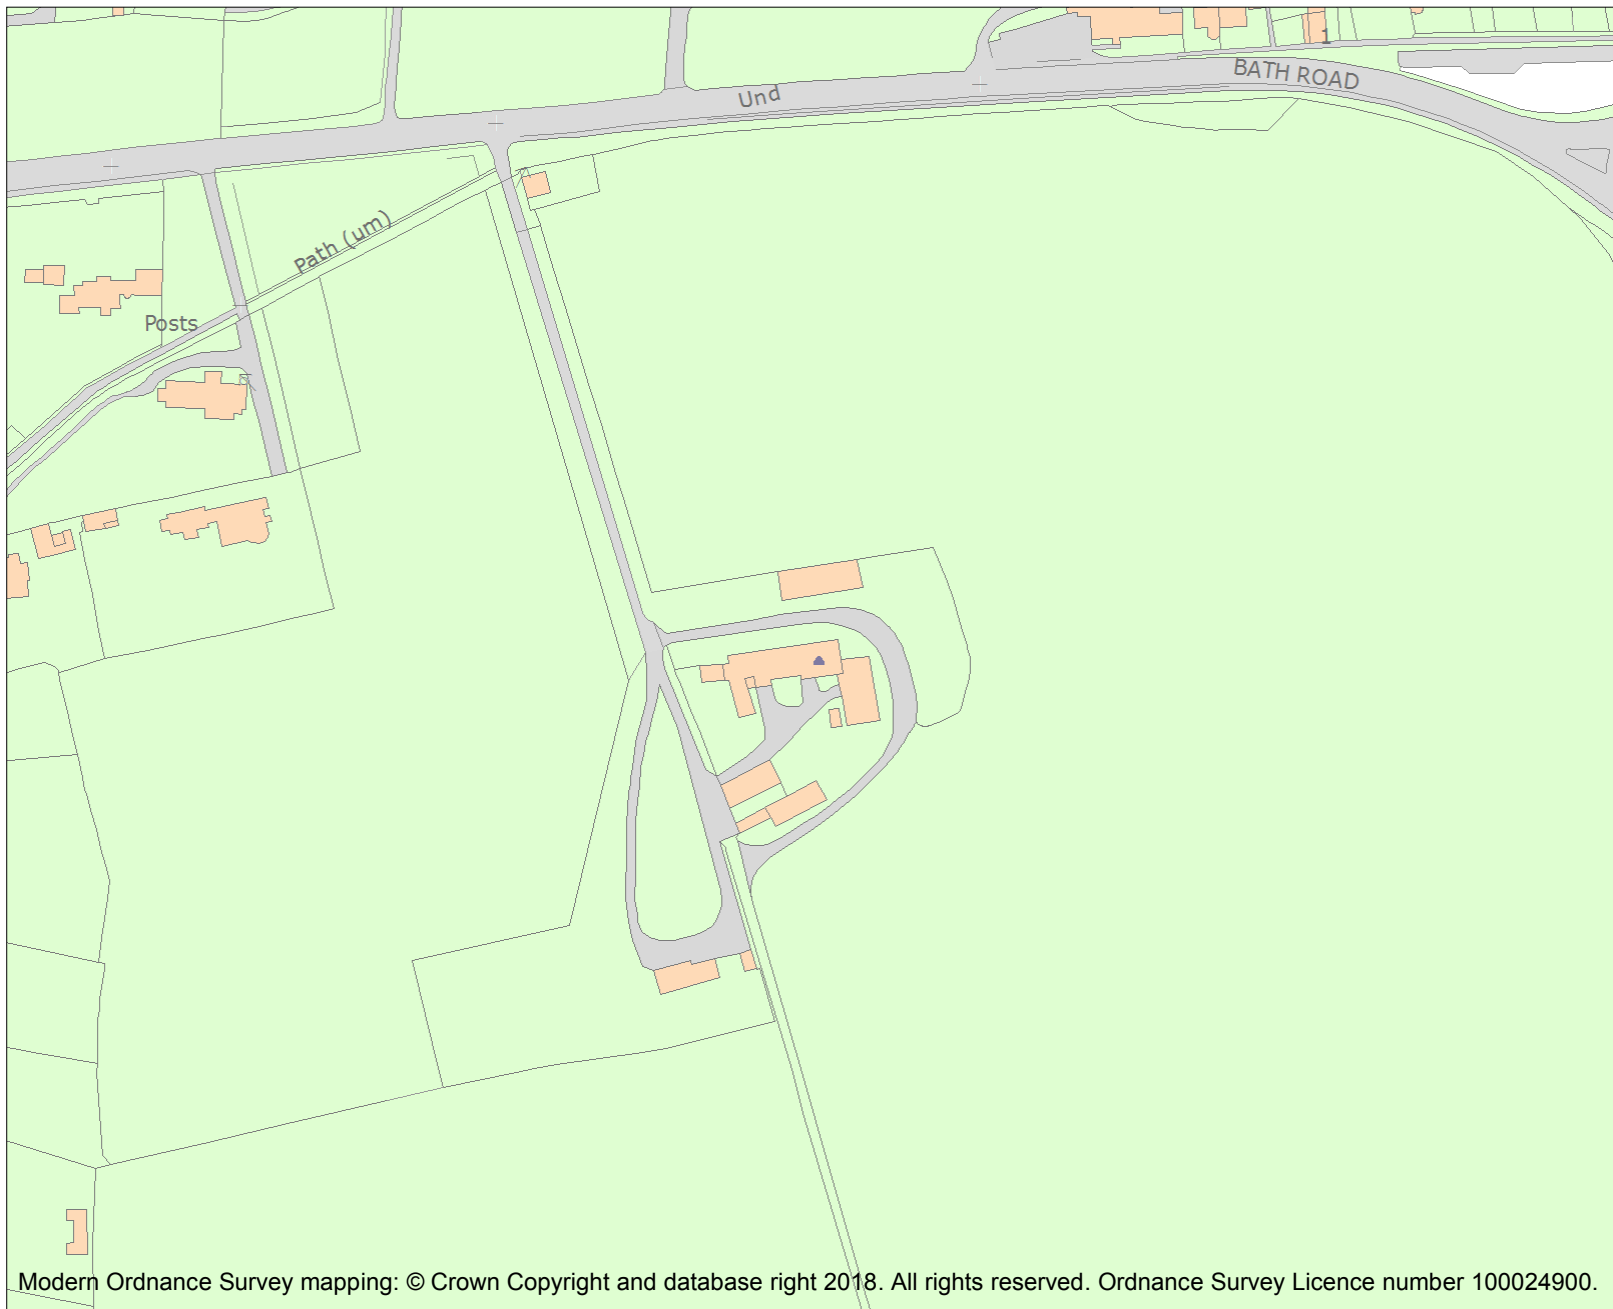 1
BATH ROAD
Und
Path (um)
Posts
Modern Ordnance Survey mapping: © Crown Copyright and database right 2018. All rights reserved. Ordnance Survey Licence number 100024900.